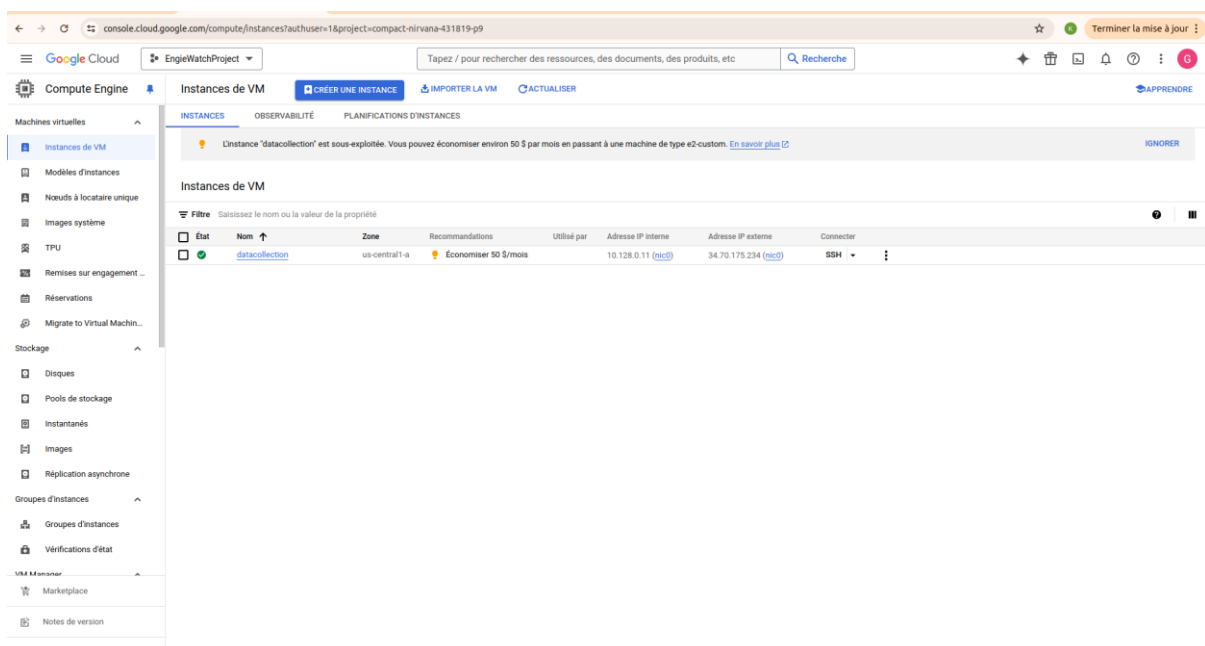 console.cloud.google.com/compute/instances?authuser=1&project=compact-nirvana-431819-p9
K
Terminer la mise à jour
Google Cloud
EngieWatchProject
Tapez / pour rechercher des ressources, des documents, des produits, etc
Recherche
G
Compute Engine
Instances de VM
CRÉER UNE INSTANCE
IMPORTER LA VM
ACTUALISER
APPRENDRE
Machines virtuelles
INSTANCES
OBSERVABILITÉ
PLANIFICATIONS D'INSTANCES
Instances de VM
L'instance "datacollection" est sous-exploitée. Vous pouvez économiser environ 50 $ par mois en passant à une machine de type e2-custom. En savoir plus
IGNORER
Modèles d'instances
Instances de VM
Nœuds à locataire unique
Filtre Saisissez le nom ou la valeur de la propriété
Images système
État Nom Zone Recommandations Utilisé par Adresse IP interne Adresse IP externe Connecter
TPU
datacollection us-central1-a Économiser 50 $/mois 10.128.0.11 (nic0) 34.70.175.234 (nic0) SSH
Remises sur engagement ...
Réservations
Migrate to Virtual Machin...
Stockage
Disques
Pools de stockage
Instantanés
Images
Réplication asynchrone
Groupes d'instances
Groupes d'instances
Vérifications d'état
VM Manager
Marketplace
Notes de version